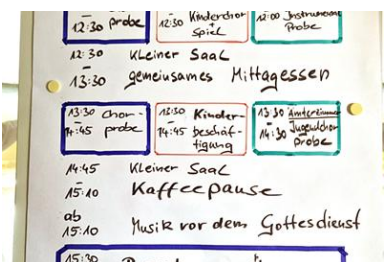 12:30 probe
12:30 Kinderchor + Spiel
12:00 Instrumente Probe
12:30 Kleiner Saal
13:30 gemeinsames Mittagessen
13:30 Chor-
14:45 probe
13:30 Kinder-
14:45 beschäf-
tigung
13:30
14:30 Jugendchor
Probe
14:45 Kleiner Saal
15:10 Kaffeepause
ab
15:10 Musik vor dem Gottesdienst
15:30